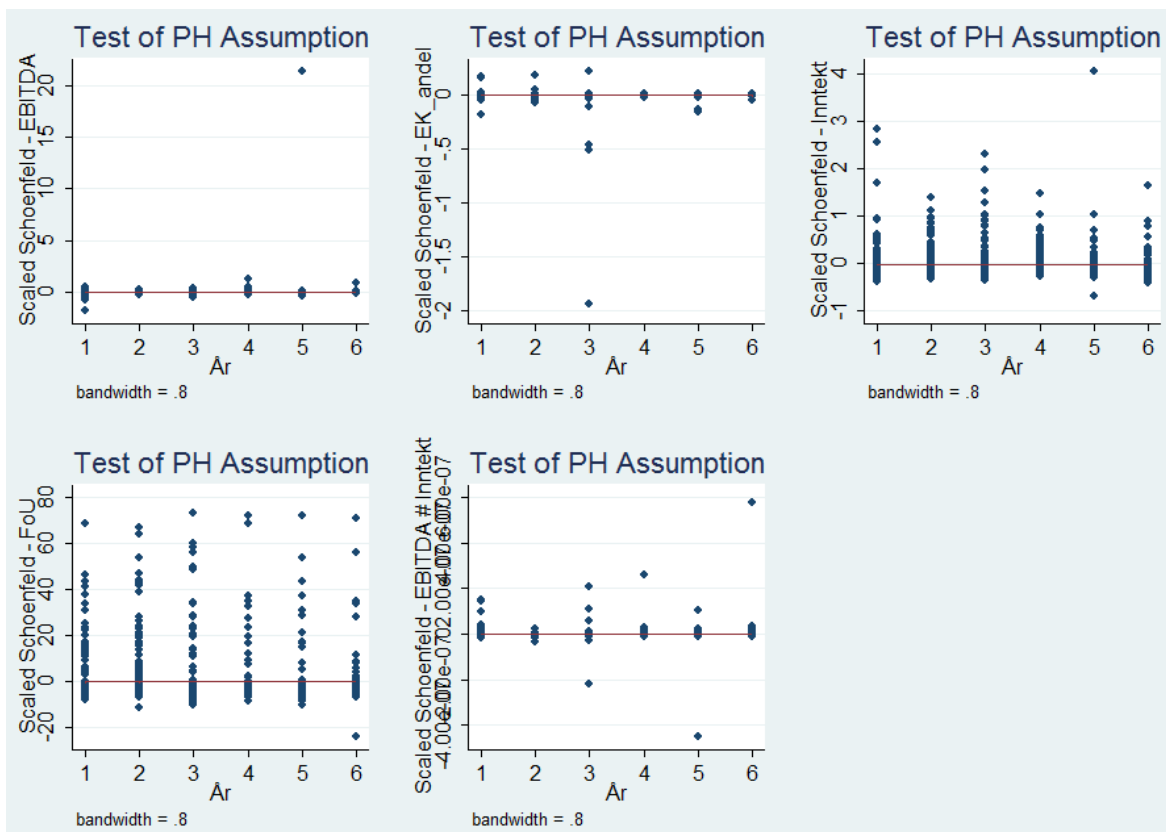 Test of PH Assumption
Scaled Schoenfeld - EBITDA
20
15
10
5
0
1 2 3 4 5 6
År
bandwidth = .8
Test of PH Assumption
Scaled Schoenfeld - EK_andel
0
-.5
-1
-1.5
-2
1 2 3 4 5 6
År
bandwidth = .8
Test of PH Assumption
Scaled Schoenfeld - Inntekt
4
3
2
1
0
-1
1 2 3 4 5 6
År
bandwidth = .8
Test of PH Assumption
Scaled Schoenfeld - FoU
80
60
40
20
0
-20
1 2 3 4 5 6
År
bandwidth = .8
Test of PH Assumption
Scaled Schoenfeld - EBITDA # Inntekt
0
1 2 3 4 5 6
År
bandwidth = .8